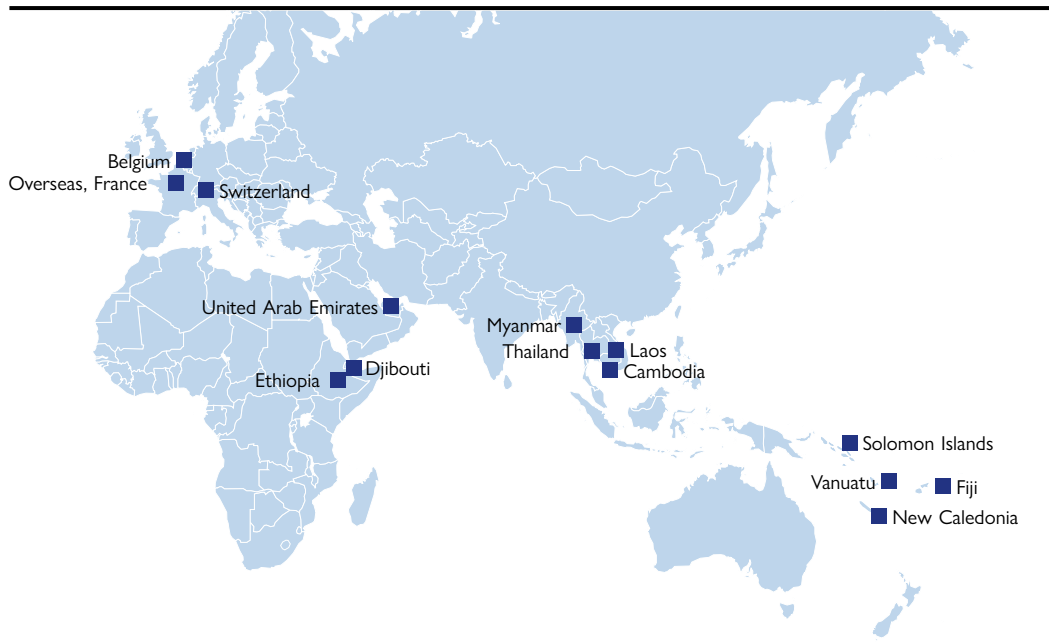 Belgium
Overseas, France
Switzerland
United Arab Emirates
Myanmar
Thailand
Laos
Djibouti
Cambodia
Ethiopia
Solomon Islands
Vanuatu
Fiji
New Caledonia